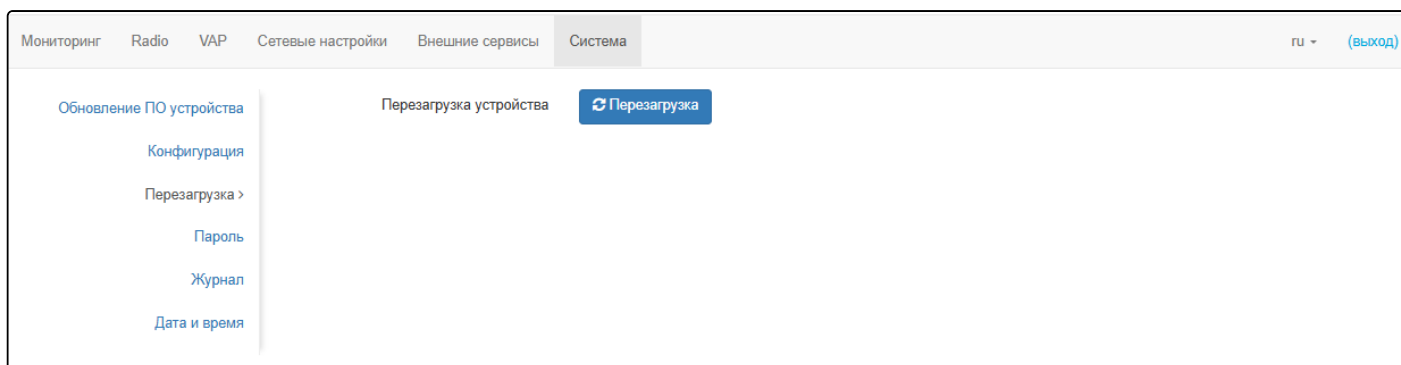 Мониторинг Radio VAP Сетевые настройки Внешние сервисы Система ru (выход)
Обновление ПО устройства
Перезагрузка устройства Перезагрузка
Конфигурация
Перезагрузка >
Пароль
Журнал
Дата и время